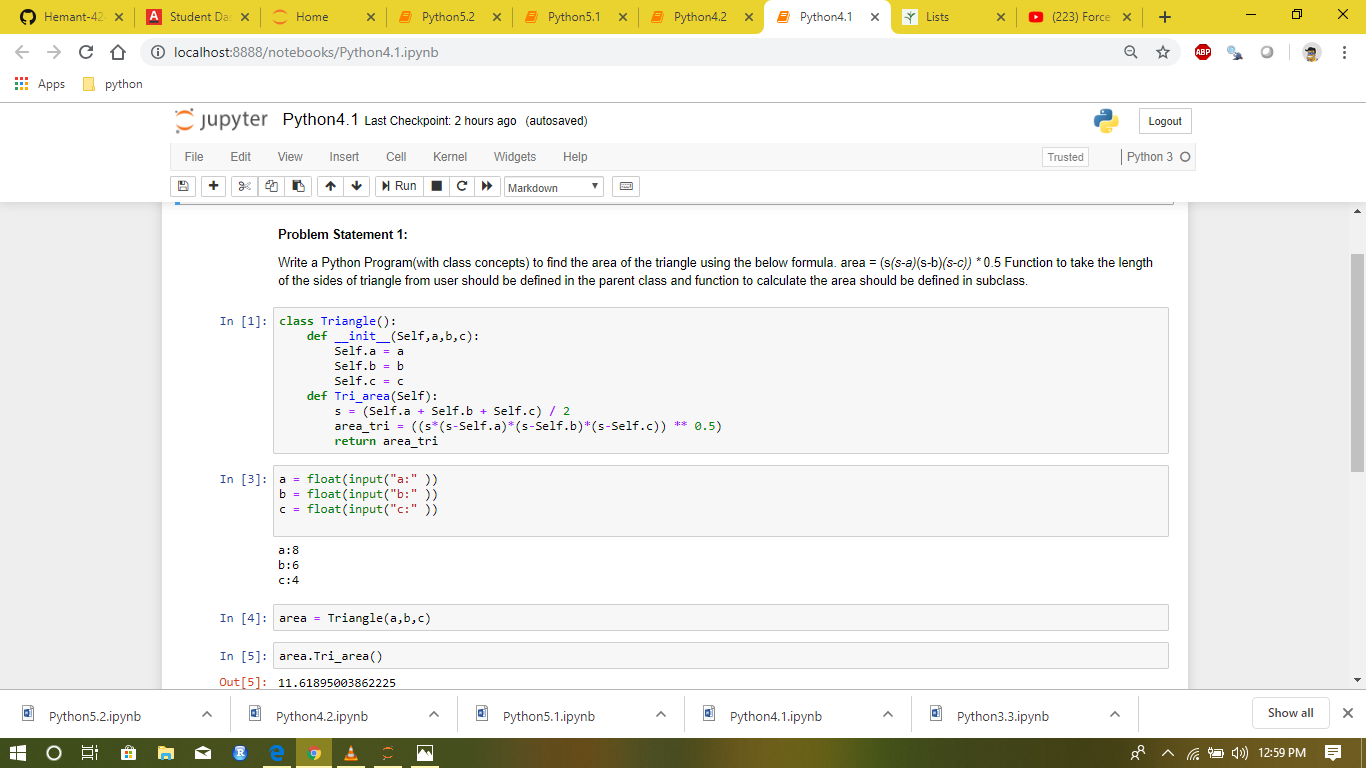 Hemant-42 Student Da Home Python5.2 Python5.1 Python4.2 Python4.1 Lists (223) Force
localhost:8888/notebooks/Python4.1.ipynb
ABP
Apps python
jupyter Python4.1 Last Checkpoint: 2 hours ago (autosaved) Logout
File Edit View Insert Cell Kernel Widgets Help Trusted Python 3
Run Markdown
Problem Statement 1:
Write a Python Program(with class concepts) to find the area of the triangle using the below formula. area = (s(s-a)(s-b)(s-c)) * 0.5 Function to take the length
of the sides of triangle from user should be defined in the parent class and function to calculate the area should be defined in subclass.
In [1]: class Triangle():
def __init__(Self,a,b,c):
Self.a = a
Self.b = b
Self.c = c
def Tri_area(Self):
s = (Self.a + Self.b + Self.c) / 2
area_tri = ((s*(s-Self.a)*(s-Self.b)*(s-Self.c)) ** 0.5)
return area_tri
In [3]: a = float(input("a:" ))
b = float(input("b:" ))
c = float(input("c:" ))
a:8
b:6
c:4
In [4]: area = Triangle(a,b,c)
In [5]: area.Tri_area()
Out[5]: 11.61895003862225
Python5.2.ipynb Python4.2.ipynb Python5.1.ipynb Python4.1.ipynb Python3.3.ipynb Show all
12:59 PM